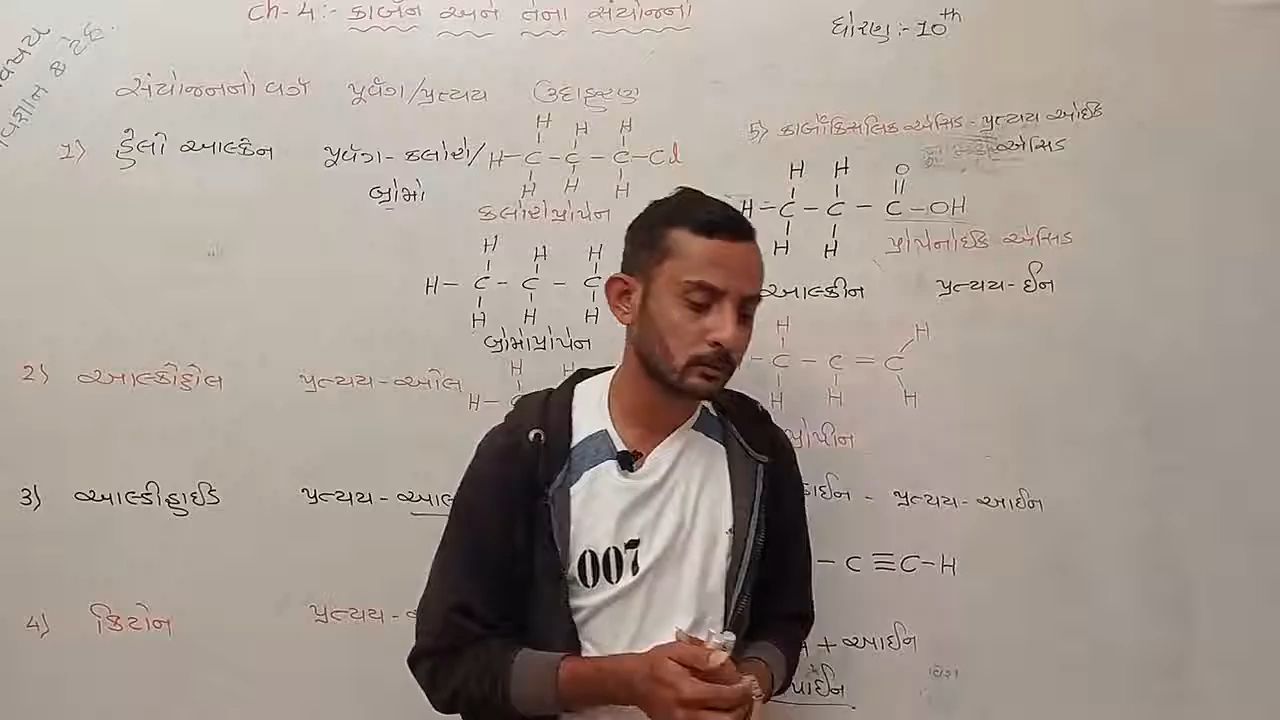 ch-4:- કાર્બન અને તેના સંયોજનો
ધોરણ:- 10th
સંયોજનનો વર્ગ પૂર્વગ/પ્રત્યય ઉદાહરણ
1) હેલો આલ્કેન પૂર્વગ- ક્લોરો/
બ્રોમો
H H H
H-C-C-C-Cl
H H H
ક્લોરોપ્રોપેન
H H H
H-C-C-C
H H H
બ્રોમોપ્રોપેન
2) આલ્કોહોલ પ્રત્યય-ઓલ
H H
H-C
3) આલ્ડીહાઈડ પ્રત્યય-
4) કિટોન પ્રત્યય-
5) કાર્બોક્સિલિક એસિડ- પ્રત્યય ઓઈક
એસિડ
H H O
H-C-C-C-OH
H H
પ્રોપેનોઈક એસિડ
આલ્કીન પ્રત્યય-ઈન
H H
-C-C=C
H H H
પ્રોપીન
પ્રત્યય-આઈન
-C≡C-H
+આઈન
007